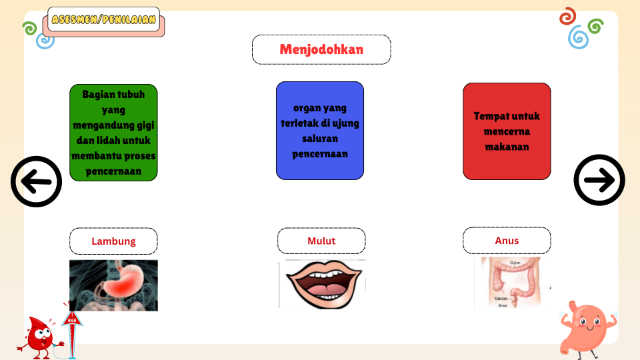 ASESMEN/PENILAIAN
Menjodohkan
Bagian tubuh
yang
mengandung gigi
dan lidah untuk
membantu proses
pencernaan
organ yang
terletak di ujung
saluran
pencernaan
Tempat untuk
mencerna
makanan
Lambung
Mulut
Anus